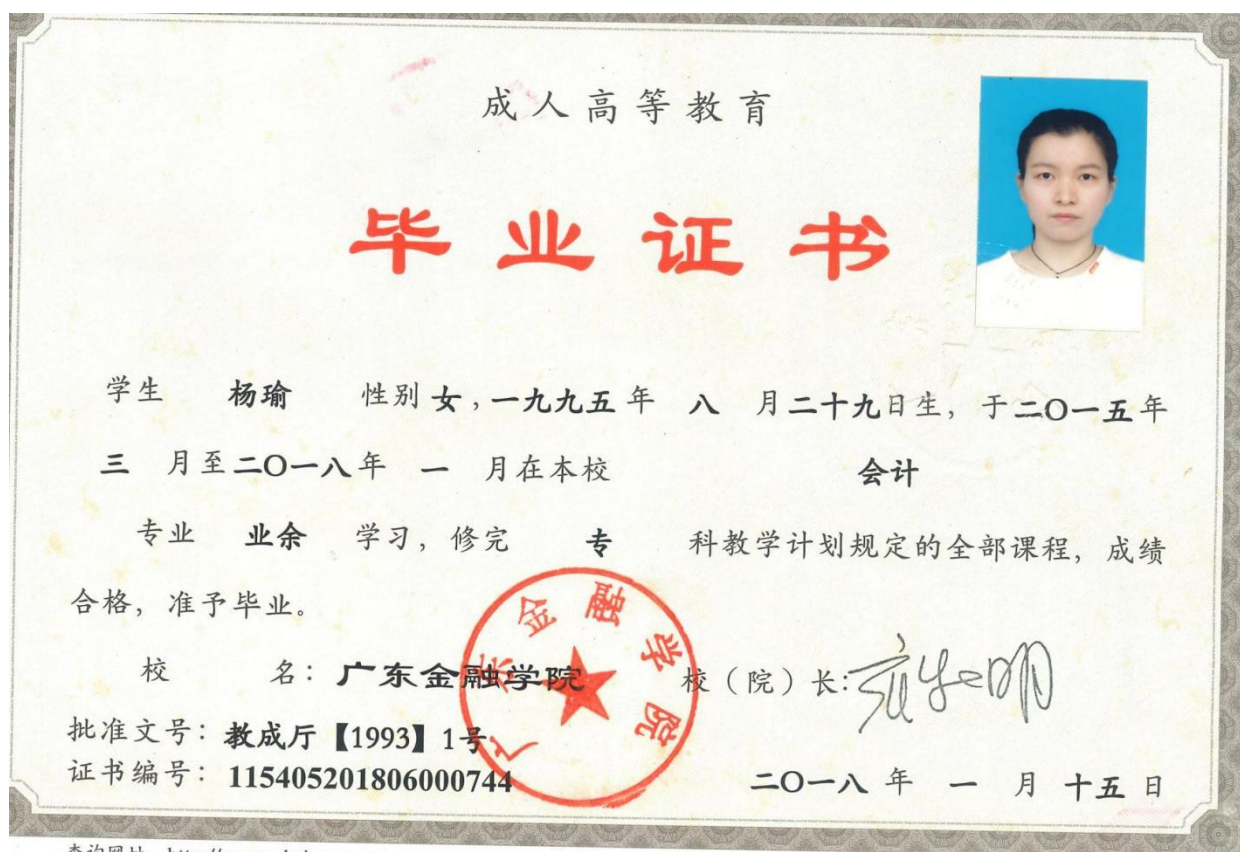 成人高等教育
毕业证书
学生 杨瑜 性别 女，一九九五 年 八 月 二十九日生，于二〇一五年
三 月至二〇一八年 一 月在本校 会计
专业 业余 学习，修完 专 科教学计划规定的全部课程，成绩
合格，准予毕业。
校 名：广东金融学院 校（院）长：
批准文号：教成厅【1993】1号
证书编号：115405201806000744
二〇一八 年 一 月 十五 日
广东金融学院